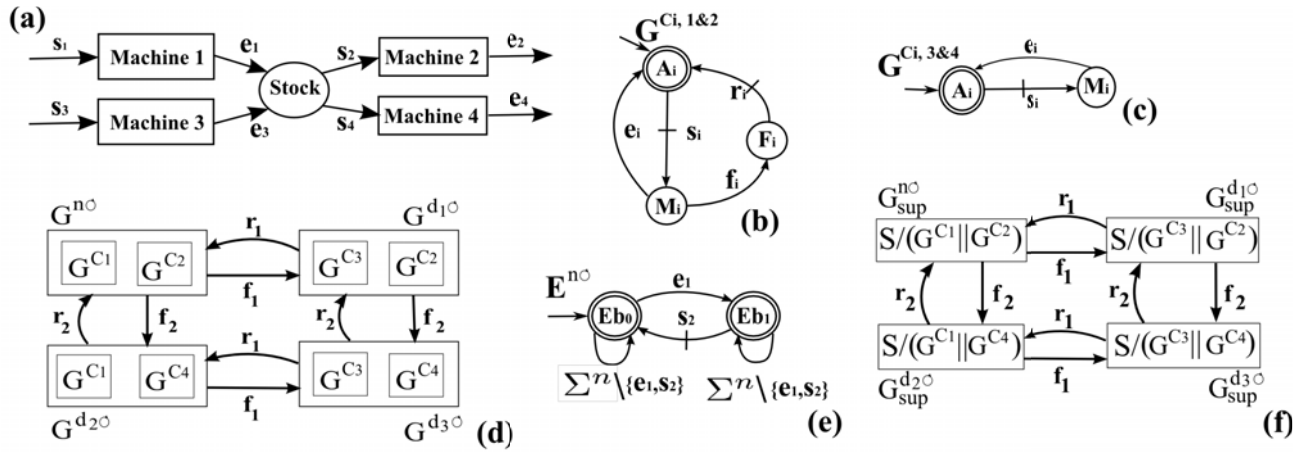 (a)
s₁
Machine 1
e₁
s₂
Machine 2
e₂
Stock
s₃
Machine 3
e₃
s₄
Machine 4
e₄
G^{Ci, 1&2}
Aᵢ
rᵢ
eᵢ
sᵢ
Fᵢ
fᵢ
Mᵢ
(b)
G^{Ci, 3&4}
eᵢ
Aᵢ
sᵢ
Mᵢ
(c)
G^{n♂}
r₁
G^{d₁♂}
G^{C1} G^{C2}
G^{C3} G^{C2}
f₁
r₂
f₂
r₂
f₂
r₁
G^{C1} G^{C4}
G^{C3} G^{C4}
f₁
G^{d₂♂}
G^{d₃♂}
(d)
E^{n♂}
e₁
Eb₀
s₂
Eb₁
∑ⁿ\{e₁,s₂}
∑ⁿ\{e₁,s₂}
(e)
G_{sup}^{n♂}
r₁
G_{sup}^{d₁♂}
S/(G^{C1}||G^{C2})
S/(G^{C3}||G^{C2})
f₁
r₂
f₂
r₂
f₂
r₁
S/(G^{C1}||G^{C4})
S/(G^{C3}||G^{C4})
f₁
G_{sup}^{d₂♂}
G_{sup}^{d₃♂}
(f)